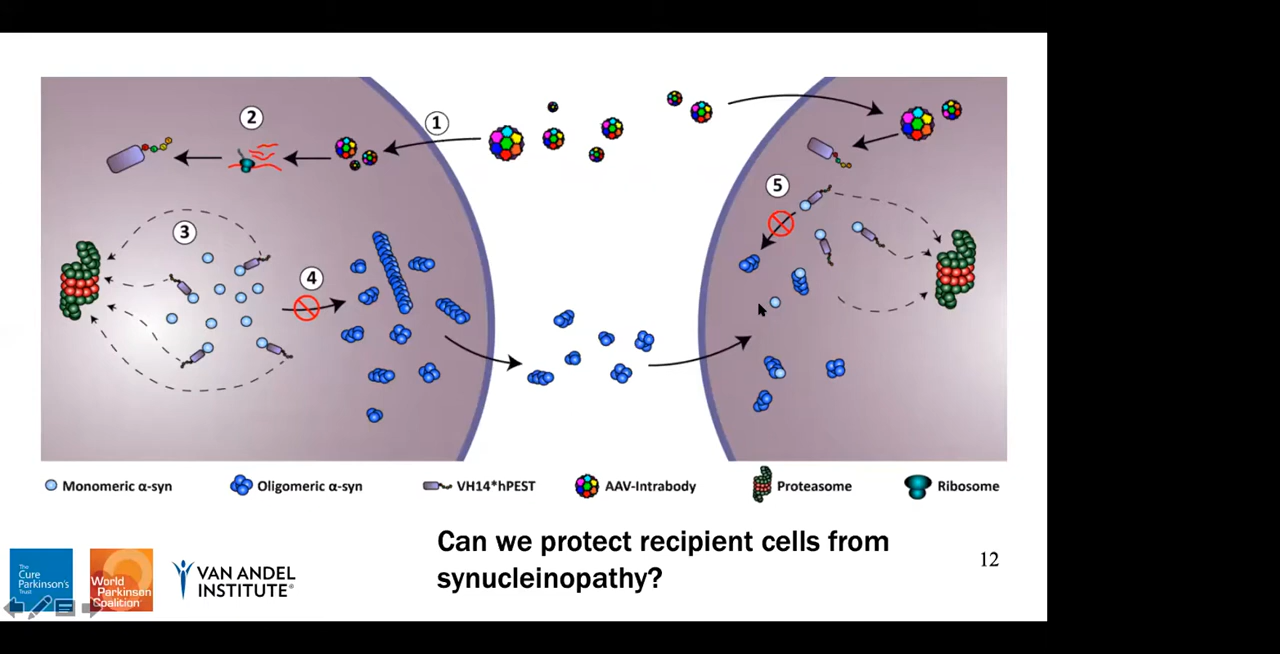 1
2
3
4
5
Monomeric α-syn
Oligomeric α-syn
VH14*hPEST
AAV-Intrabody
Proteasome
Ribosome
Can we protect recipient cells from
synucleinopathy?
12
The
Cure
Parkinson's
Trust
World
Parkinson
Coalition
VAN ANDEL
INSTITUTE®